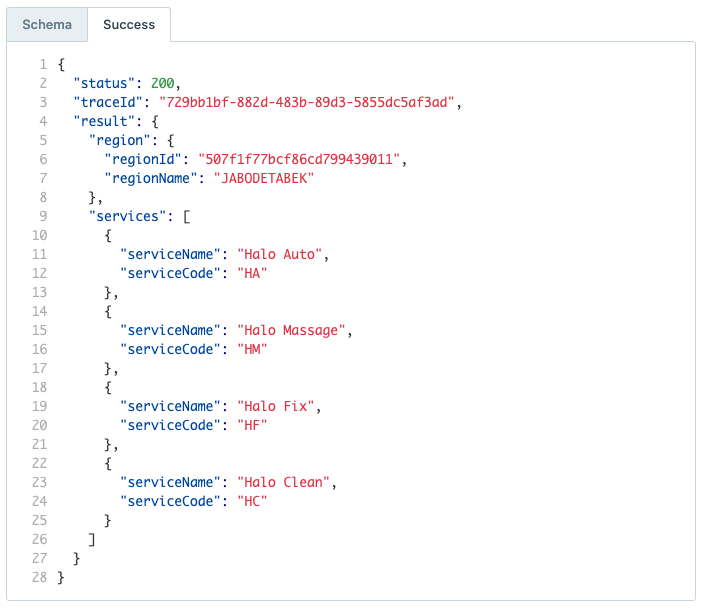 Schema Success
1 {
2   "status": 200,
3   "traceId": "729bb1bf-882d-483b-89d3-5855dc5af3ad",
4   "result": {
5     "region": {
6       "regionId": "507f1f77bcf86cd799439011",
7       "regionName": "JABODETABEK"
8     },
9     "services": [
10       {
11         "serviceName": "Halo Auto",
12         "serviceCode": "HA"
13       },
14       {
15         "serviceName": "Halo Massage",
16         "serviceCode": "HM"
17       },
18       {
19         "serviceName": "Halo Fix",
20         "serviceCode": "HF"
21       },
22       {
23         "serviceName": "Halo Clean",
24         "serviceCode": "HC"
25       }
26     ]
27   }
28 }